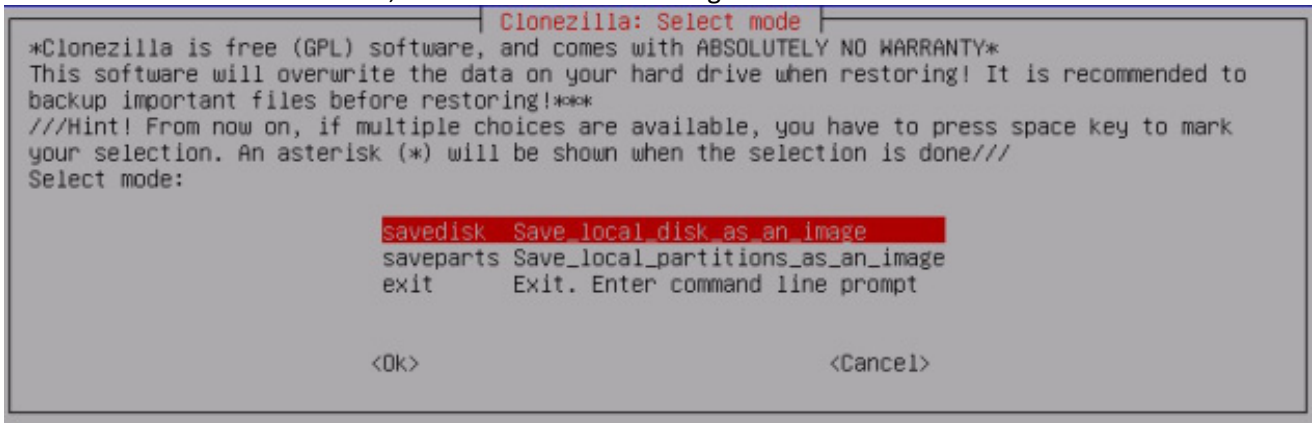 Clonezilla: Select mode
*Clonezilla is free (GPL) software, and comes with ABSOLUTELY NO WARRANTY*
This software will overwrite the data on your hard drive when restoring! It is recommended to
backup important files before restoring!***
///Hint! From now on, if multiple choices are available, you have to press space key to mark
your selection. An asterisk (*) will be shown when the selection is done///
Select mode:
savedisk Save_local_disk_as_an_image
saveparts Save_local_partitions_as_an_image
exit Exit. Enter command line prompt
<Ok> <Cancel>